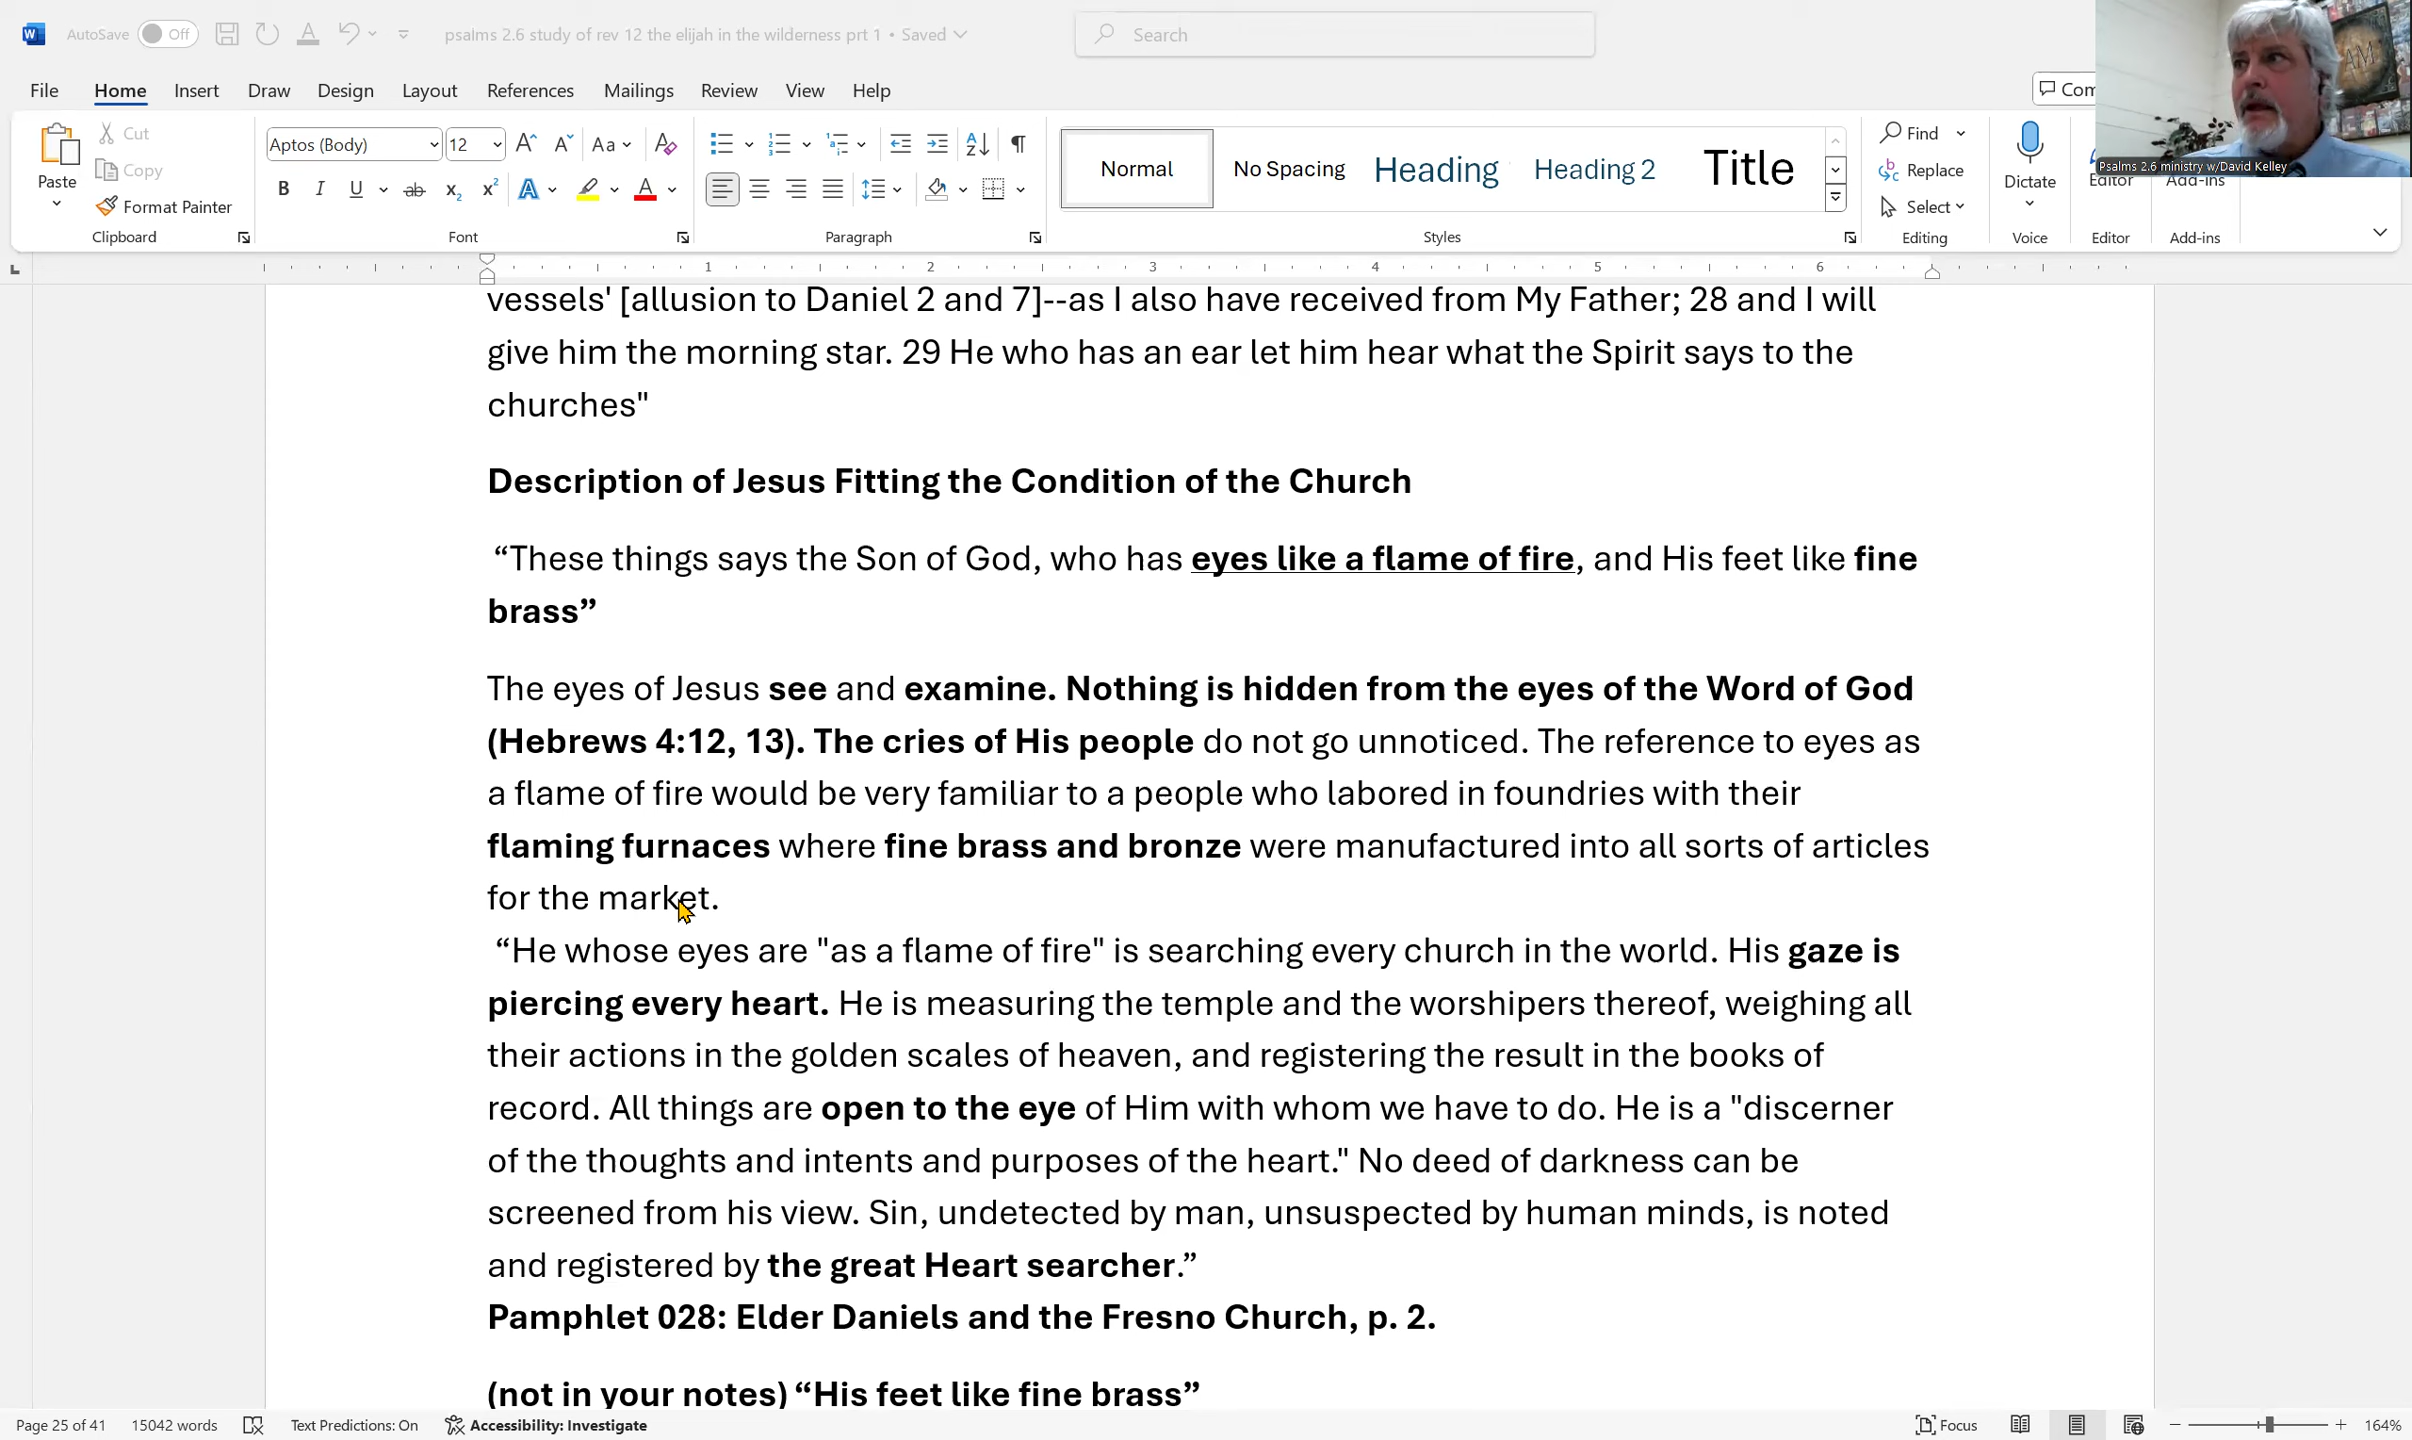 AutoSave Off psalms 2.6 study of rev 12 the elijah in the wilderness prt 1 • Saved Search
File Home Insert Draw Design Layout References Mailings Review View Help Com
Paste Cut Copy Format Painter Clipboard
Aptos (Body) 12 Font
Paragraph
Normal No Spacing Heading Heading 2 Title Styles
Find Replace Select Editing
Dictate Voice
Editor Editor
Add-ins Add-ins
Psalms 2.6 ministry w/David Kelley
AM
1 2 3 4 5 6
vessels' [allusion to Daniel 2 and 7]--as I also have received from My Father; 28 and I will
give him the morning star. 29 He who has an ear let him hear what the Spirit says to the
churches"
Description of Jesus Fitting the Condition of the Church
“These things says the Son of God, who has eyes like a flame of fire, and His feet like fine
brass”
The eyes of Jesus see and examine. Nothing is hidden from the eyes of the Word of God
(Hebrews 4:12, 13). The cries of His people do not go unnoticed. The reference to eyes as
a flame of fire would be very familiar to a people who labored in foundries with their
flaming furnaces where fine brass and bronze were manufactured into all sorts of articles
for the market.
“He whose eyes are "as a flame of fire" is searching every church in the world. His gaze is
piercing every heart. He is measuring the temple and the worshipers thereof, weighing all
their actions in the golden scales of heaven, and registering the result in the books of
record. All things are open to the eye of Him with whom we have to do. He is a "discerner
of the thoughts and intents and purposes of the heart." No deed of darkness can be
screened from his view. Sin, undetected by man, unsuspected by human minds, is noted
and registered by the great Heart searcher.”
Pamphlet 028: Elder Daniels and the Fresno Church, p. 2.
(not in your notes) “His feet like fine brass”
Page 25 of 41 15042 words Text Predictions: On Accessibility: Investigate Focus 164%